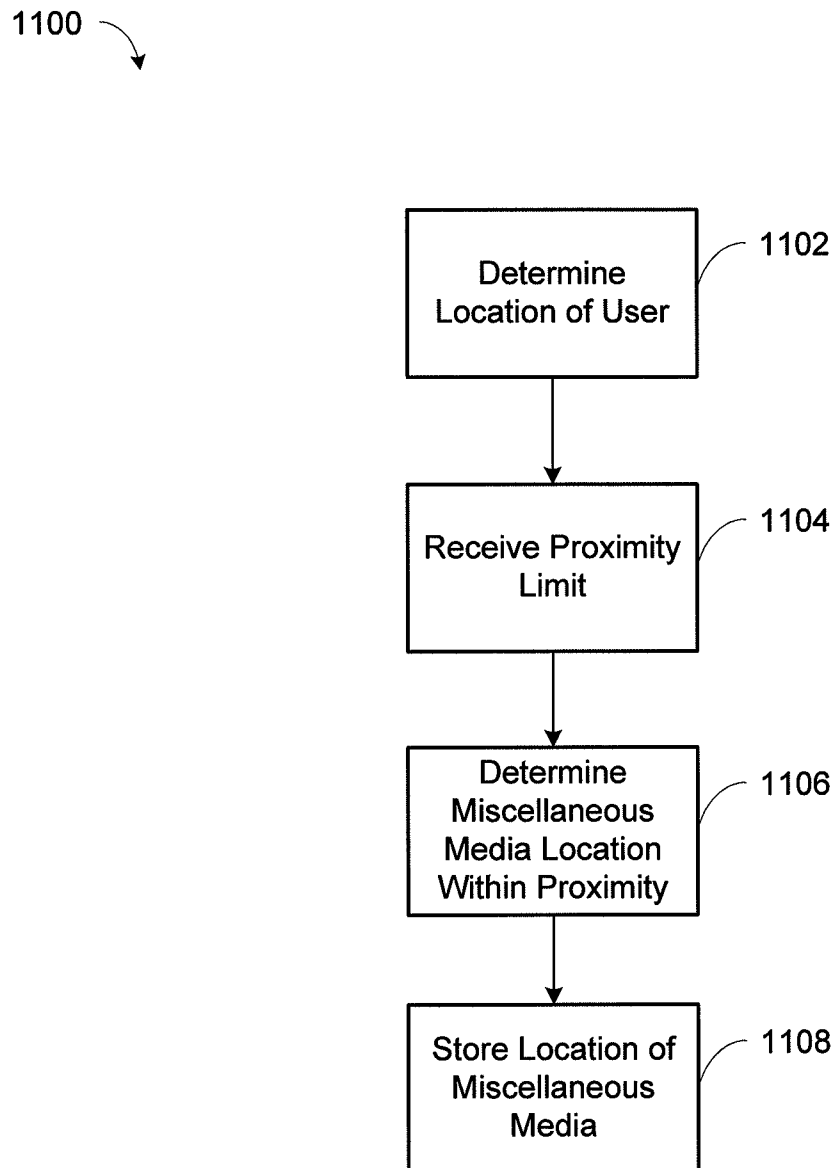 1100
Determine
Location of User
1102
Receive Proximity
Limit
1104
Determine
Miscellaneous
Media Location
Within Proximity
1106
Store Location of
Miscellaneous
Media
1108